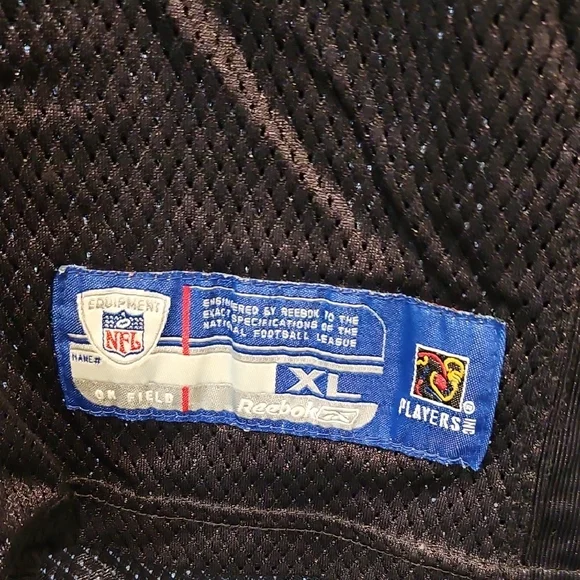 EQUIPMENT
NFL
ENGINEERED BY REEBOK TO THE
EXACT SPECIFICATIONS OF THE
NATIONAL FOOTBALL LEAGUE
NAME#
XL
ON FIELD
Reebok
PLAYERS INC ®